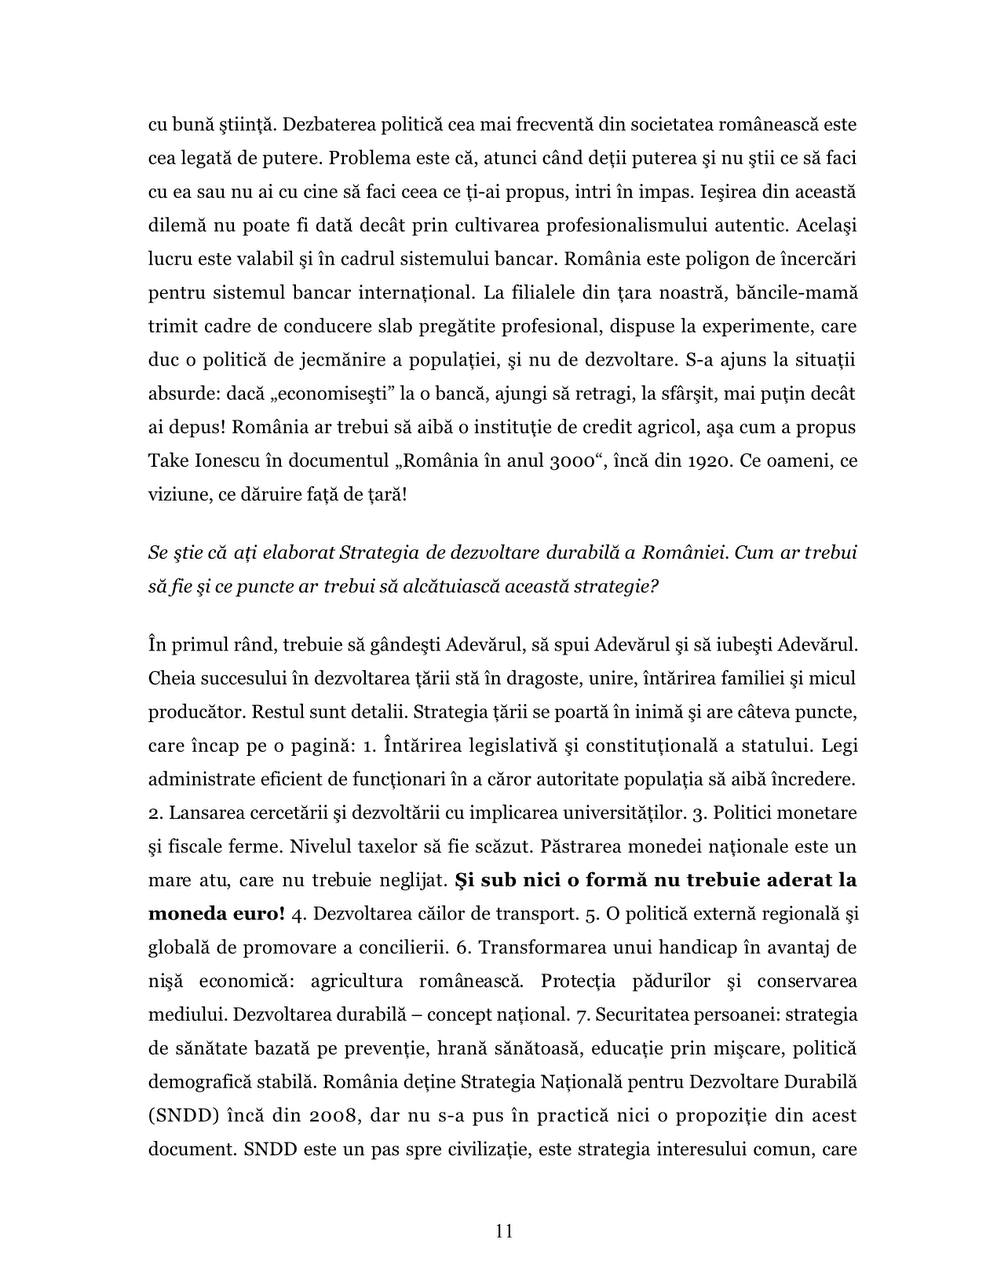 cu bună ştiinţă. Dezbaterea politică cea mai frecventă din societatea românească este
cea legată de putere. Problema este că, atunci când deţii puterea şi nu ştii ce să faci
cu ea sau nu ai cu cine să faci ceea ce ţi-ai propus, intri în impas. Ieşirea din această
dilemă nu poate fi dată decât prin cultivarea profesionalismului autentic. Acelaşi
lucru este valabil şi în cadrul sistemului bancar. România este poligon de încercări
pentru sistemul bancar internaţional. La filialele din ţara noastră, băncile-mamă
trimit cadre de conducere slab pregătite profesional, dispuse la experimente, care
duc o politică de jecmănire a populaţiei, şi nu de dezvoltare. S-a ajuns la situaţii
absurde: dacă „economiseşti” la o bancă, ajungi să retragi, la sfârşit, mai puţin decât
ai depus! România ar trebui să aibă o instituţie de credit agricol, aşa cum a propus
Take Ionescu în documentul „România în anul 3000“, încă din 1920. Ce oameni, ce
viziune, ce dăruire faţă de ţară!
Se ştie că aţi elaborat Strategia de dezvoltare durabilă a României. Cum ar trebui
să fie şi ce puncte ar trebui să alcătuiască această strategie?
În primul rând, trebuie să gândeşti Adevărul, să spui Adevărul şi să iubeşti Adevărul.
Cheia succesului în dezvoltarea ţării stă în dragoste, unire, întărirea familiei şi micul
producător. Restul sunt detalii. Strategia ţării se poartă în inimă şi are câteva puncte,
care încap pe o pagină: 1. Întărirea legislativă şi constituţională a statului. Legi
administrate eficient de funcţionari în a căror autoritate populaţia să aibă încredere.
2. Lansarea cercetării şi dezvoltării cu implicarea universităţilor. 3. Politici monetare
şi fiscale ferme. Nivelul taxelor să fie scăzut. Păstrarea monedei naţionale este un
mare atu, care nu trebuie neglijat. Şi sub nici o formă nu trebuie aderat la
moneda euro! 4. Dezvoltarea căilor de transport. 5. O politică externă regională şi
globală de promovare a concilierii. 6. Transformarea unui handicap în avantaj de
nişă economică: agricultura românească. Protecţia pădurilor şi conservarea
mediului. Dezvoltarea durabilă – concept naţional. 7. Securitatea persoanei: strategia
de sănătate bazată pe prevenţie, hrană sănătoasă, educaţie prin mişcare, politică
demografică stabilă. România deţine Strategia Naţională pentru Dezvoltare Durabilă
(SNDD) încă din 2008, dar nu s-a pus în practică nici o propoziţie din acest
document. SNDD este un pas spre civilizaţie, este strategia interesului comun, care
11